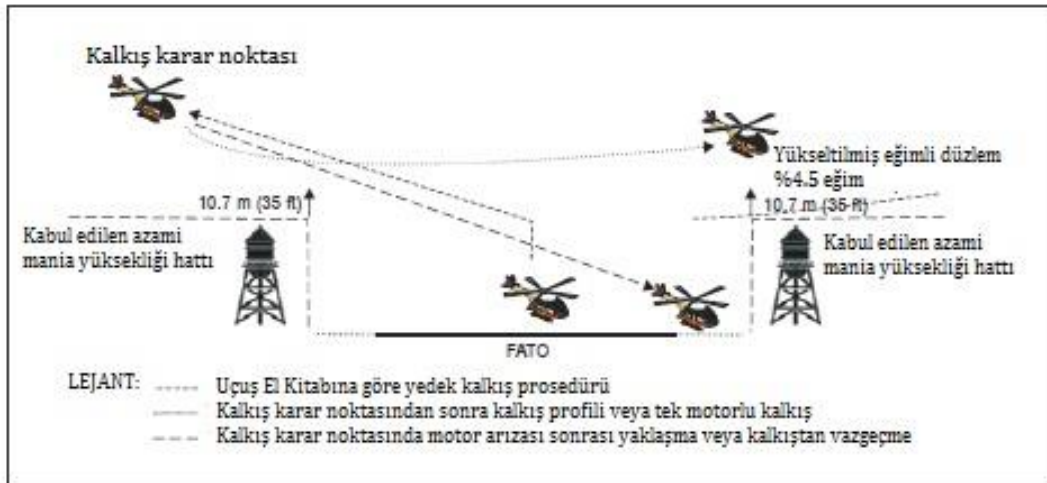 Kalkış karar noktası
Yükseltilmiş eğimli düzlem
%4.5 eğim
10.7 m (35 ft)
10.7 m (35 ft)
Kabul edilen azami
mania yüksekliği hattı
Kabul edilen azami
mania yüksekliği hattı
FATO
LEJANT:
Uçuş El Kitabına göre yedek kalkış prosedürü
Kalkış karar noktasından sonra kalkış profili veya tek motorlu kalkış
Kalkış karar noktasında motor arızası sonrası yaklaşma veya kalkıştan vazgeçme